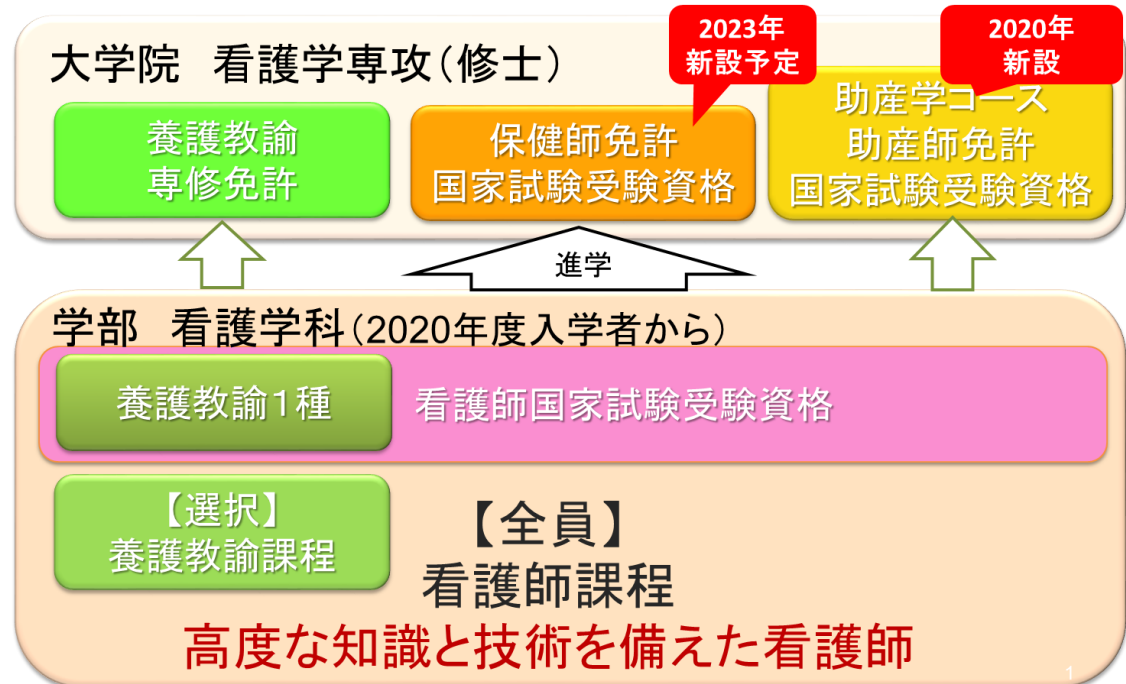 大学院　看護学専攻（修士）
2023年
新設予定
2020年
新設
養護教諭
専修免許
保健師免許
国家試験受験資格
助産学コース
助産師免許
国家試験受験資格
進学
学部　看護学科（2020年度入学者から）
養護教諭１種
看護師国家試験受験資格
【選択】
養護教諭課程
【全員】
看護師課程
高度な知識と技術を備えた看護師
1